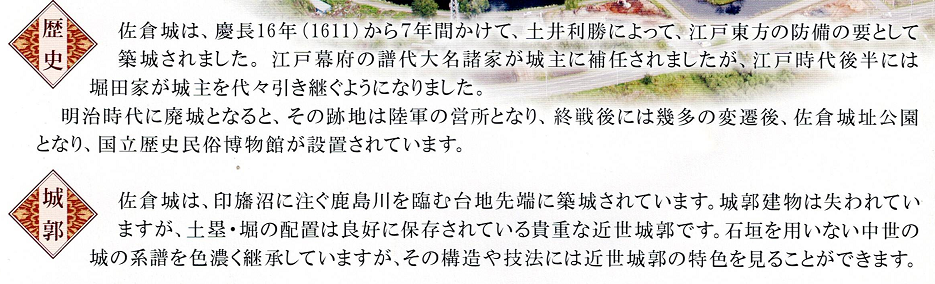 歴史
佐倉城は、慶長16年(1611)から7年間かけて、土井利勝によって、江戸東方の防備の要として
築城されました。江戸幕府の譜代大名諸家が城主に補任されましたが、江戸時代後半には
堀田家が城主を代々引き継ぐようになりました。
明治時代に廃城となると、その跡地は陸軍の営所となり、終戦後には幾多の変遷後、佐倉城址公園
となり、国立歴史民俗博物館が設置されています。
城郭
佐倉城は、印旛沼に注ぐ鹿島川を臨む台地先端に築城されています。城郭建物は失われてい
ますが、土塁・堀の配置は良好に保存されている貴重な近世城郭です。石垣を用いない中世の
城の系譜を色濃く継承していますが、その構造や技法には近世城郭の特色を見ることができます。